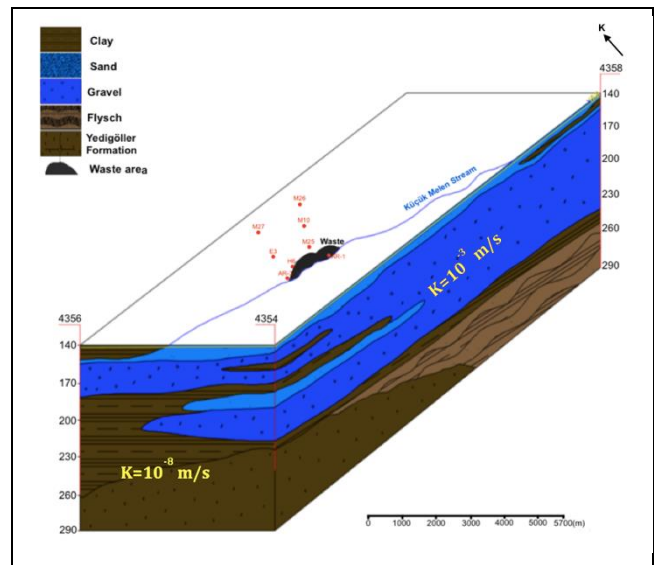 Clay
Sand
Gravel
Flysch
Yedigöller
Formation
Waste area
K
4358
140
170
200
230
260
290
Küçük Melen Stream
M26
M27
M10
M25
Waste
E3
AR-1
4356
4354
140
170
200
230
260
290
K=10⁻³ m/s
K=10⁻⁸ m/s
0 1000 2000 3000 4000 5000 5700(m)